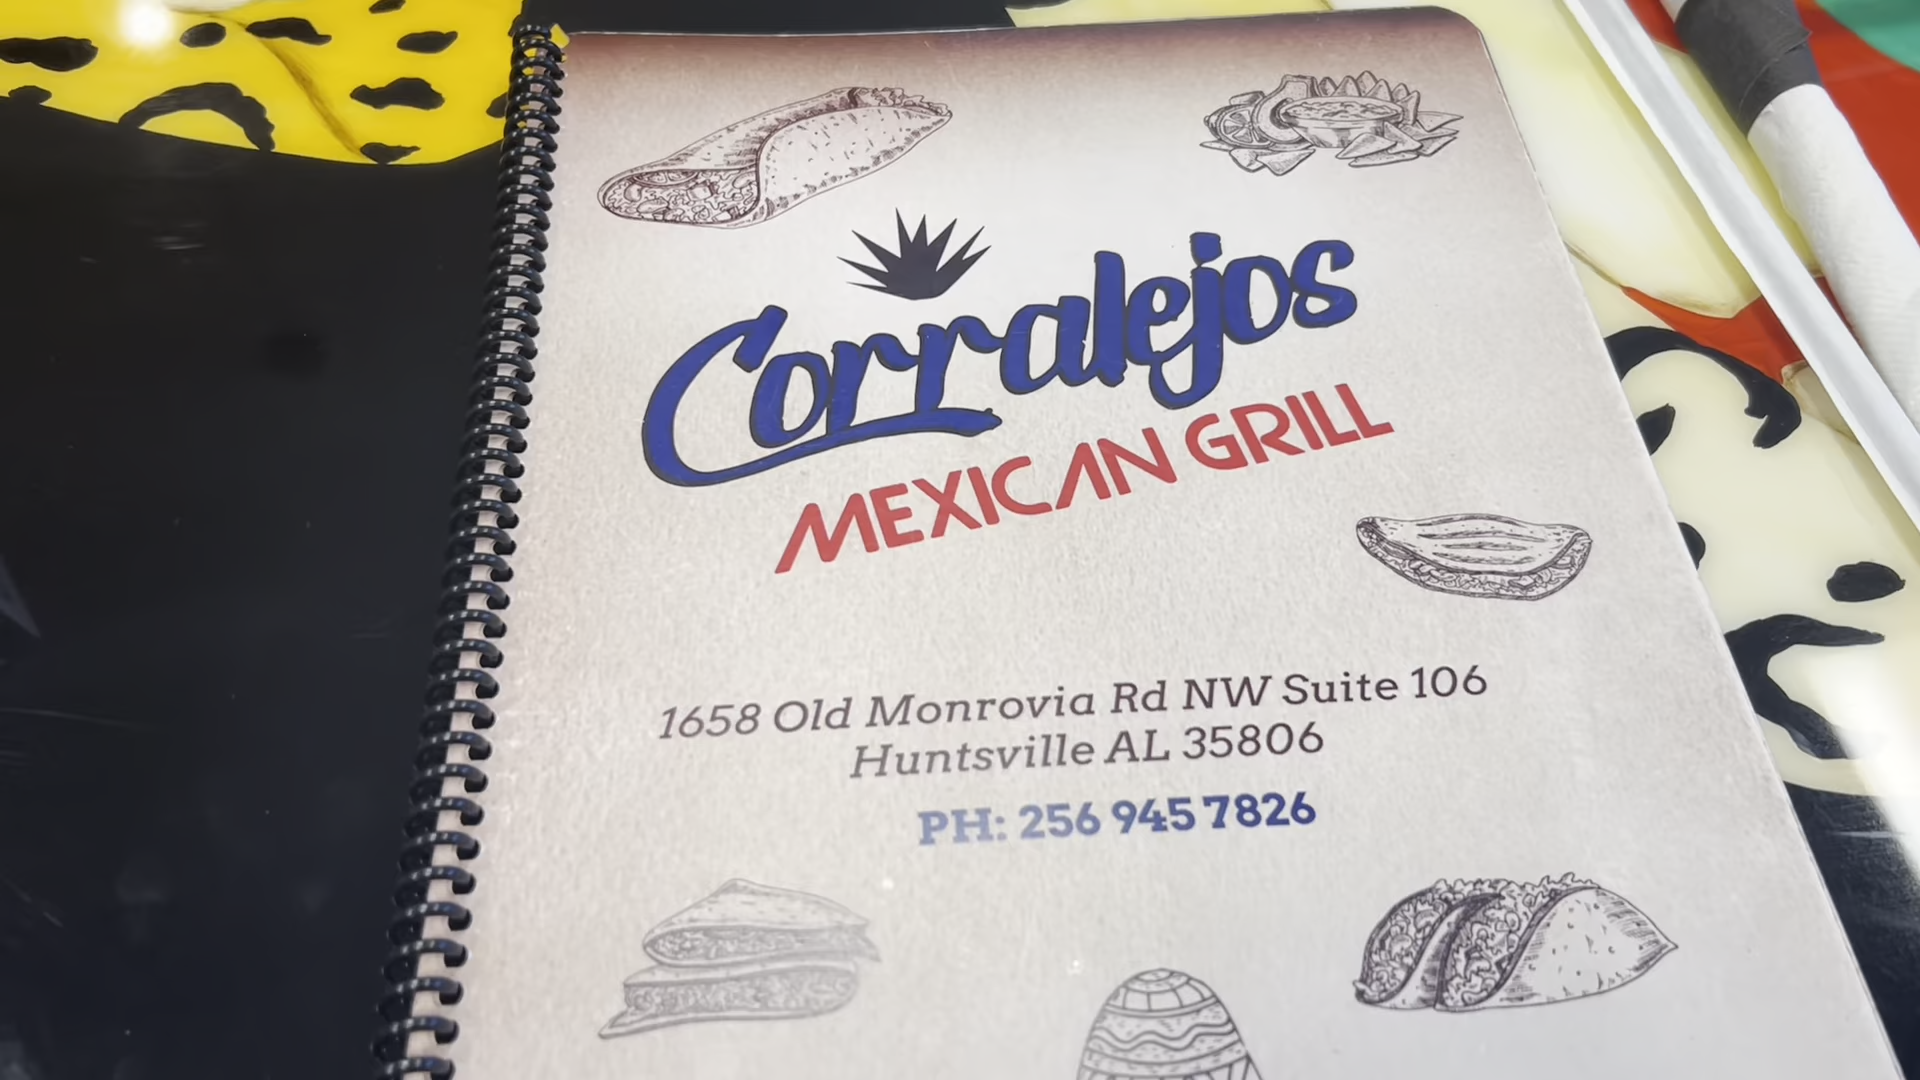 Corralejos
MEXICAN GRILL
1658 Old Monrovia Rd NW Suite 106
Huntsville AL 35806
PH: 256 945 7826